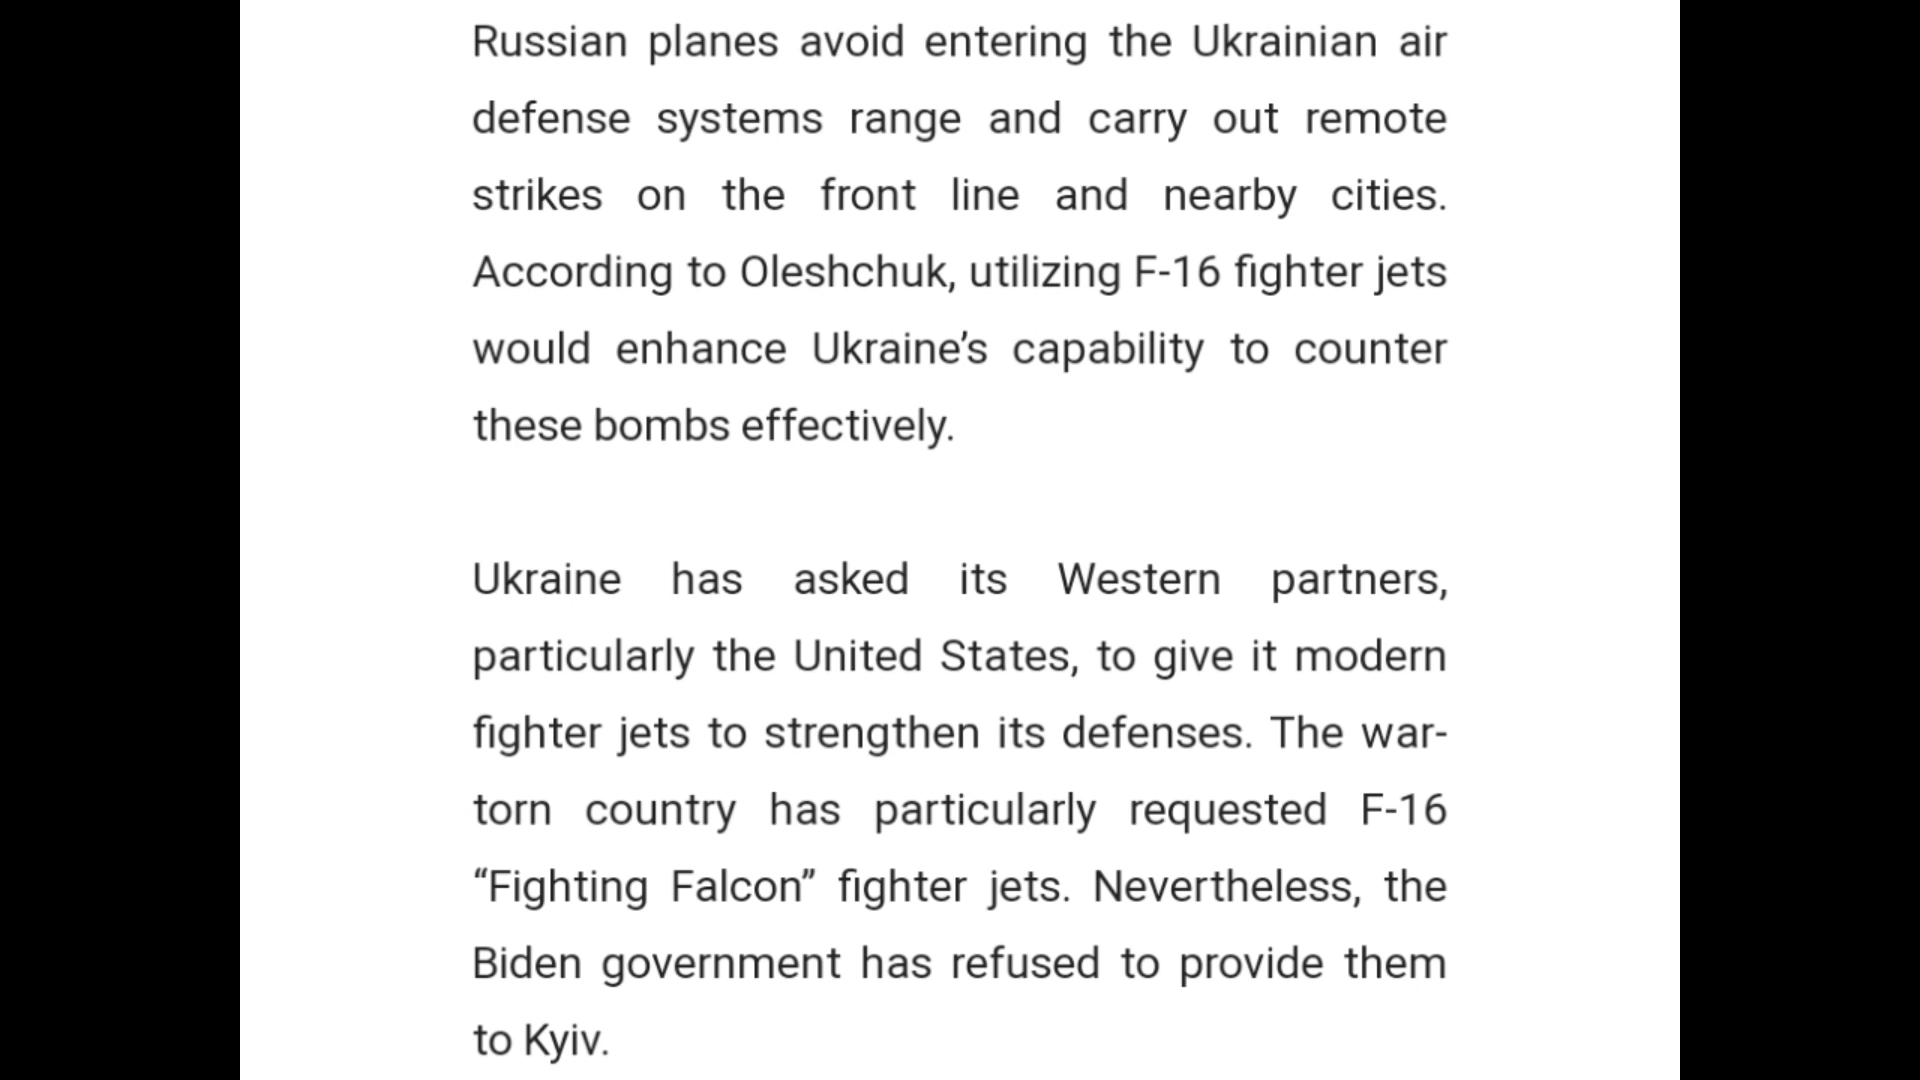 Russian planes avoid entering the Ukrainian air
defense systems range and carry out remote
strikes on the front line and nearby cities.
According to Oleshchuk, utilizing F-16 fighter jets
would enhance Ukraine’s capability to counter
these bombs effectively.
Ukraine has asked its Western partners,
particularly the United States, to give it modern
fighter jets to strengthen its defenses. The war-
torn country has particularly requested F-16
“Fighting Falcon” fighter jets. Nevertheless, the
Biden government has refused to provide them
to Kyiv.